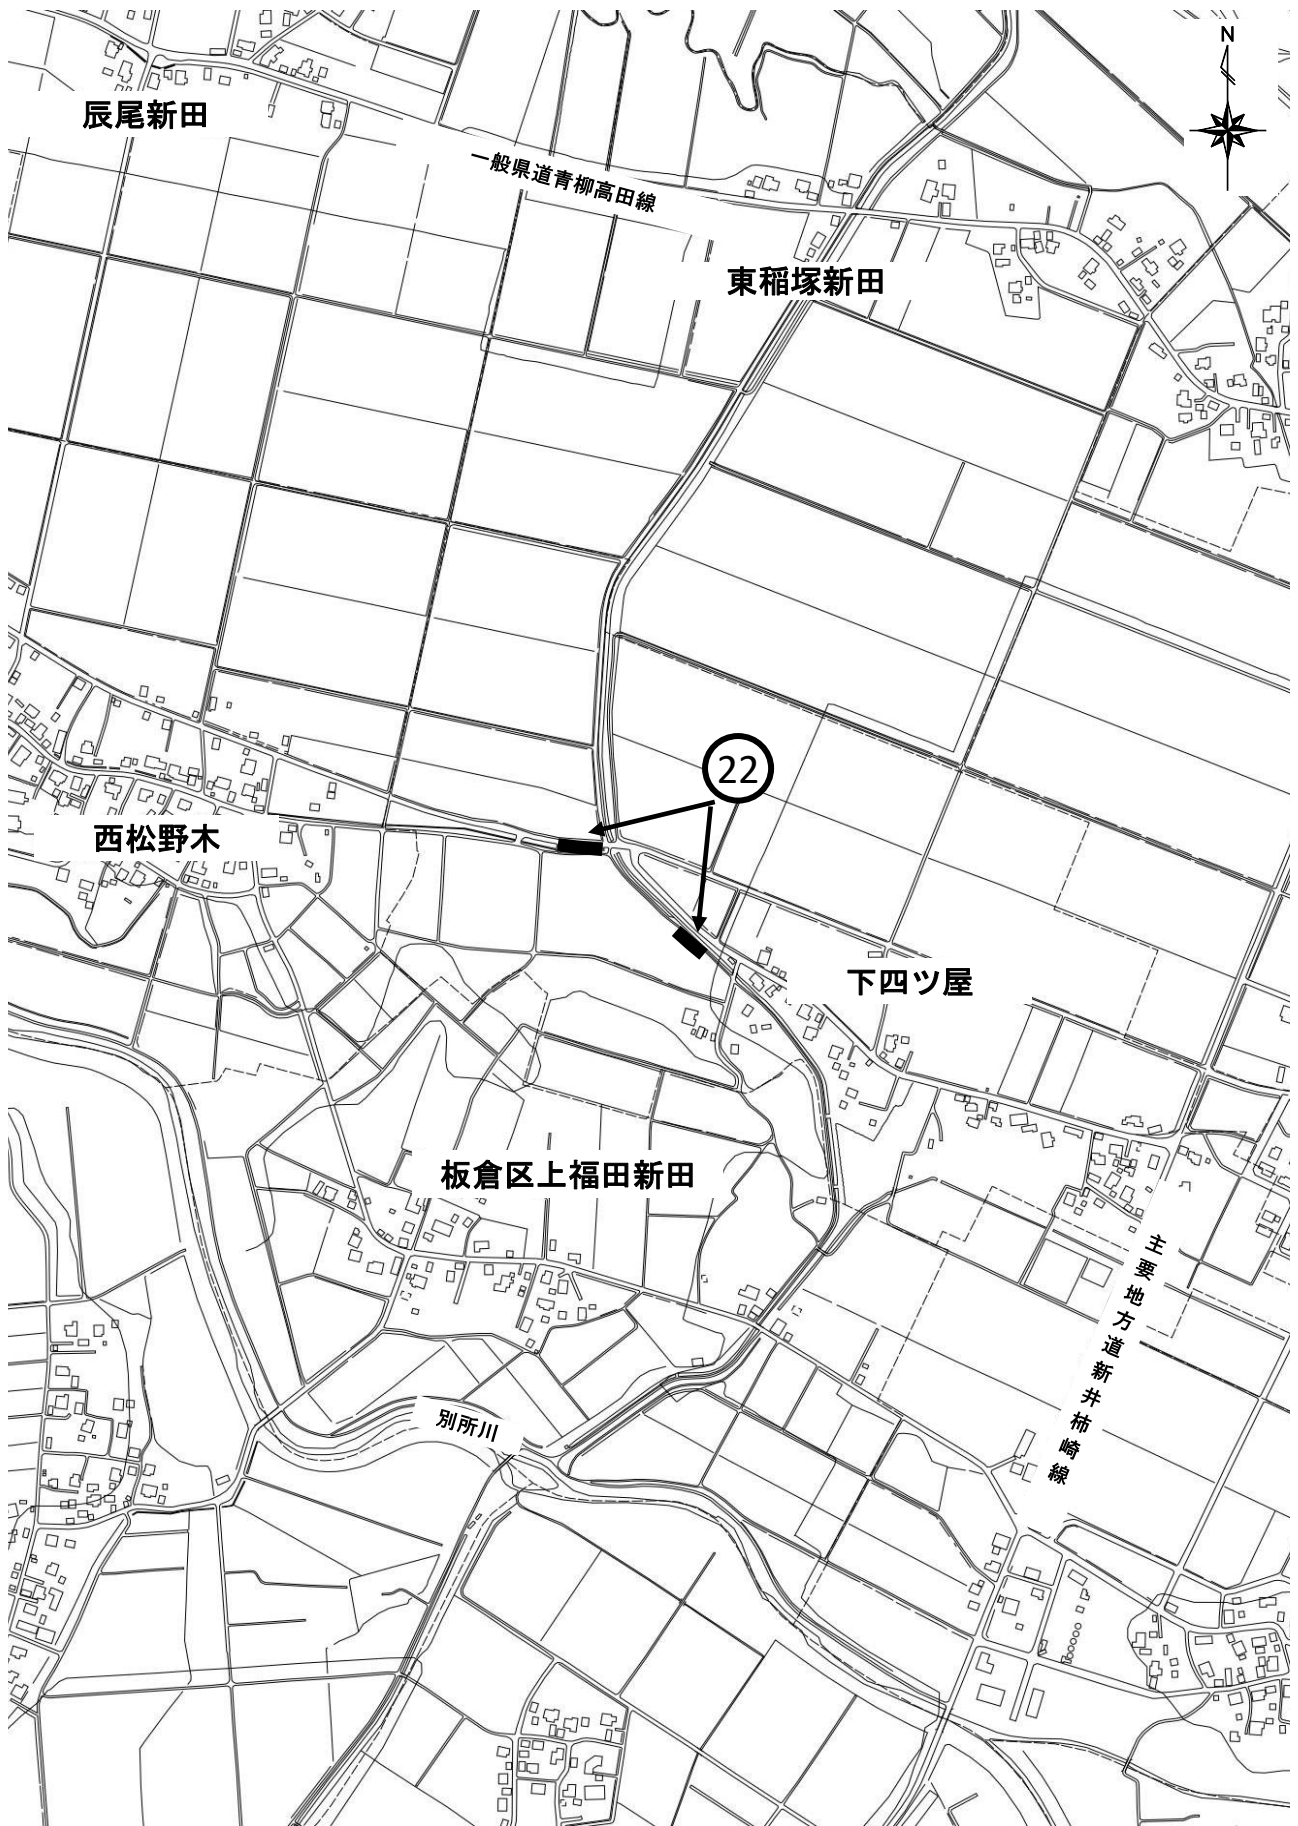 N
辰尾新田
一般県道青柳高田線
東稲塚新田
22
西松野木
下四ツ屋
板倉区上福田新田
主要地方道新井柿崎線
別所川